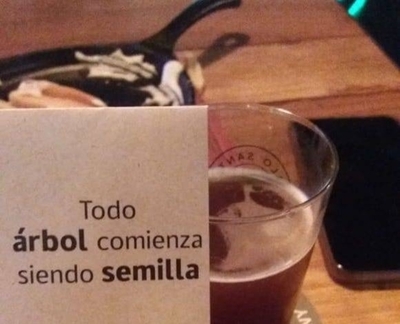 Todo
árbol comienza
siendo semilla